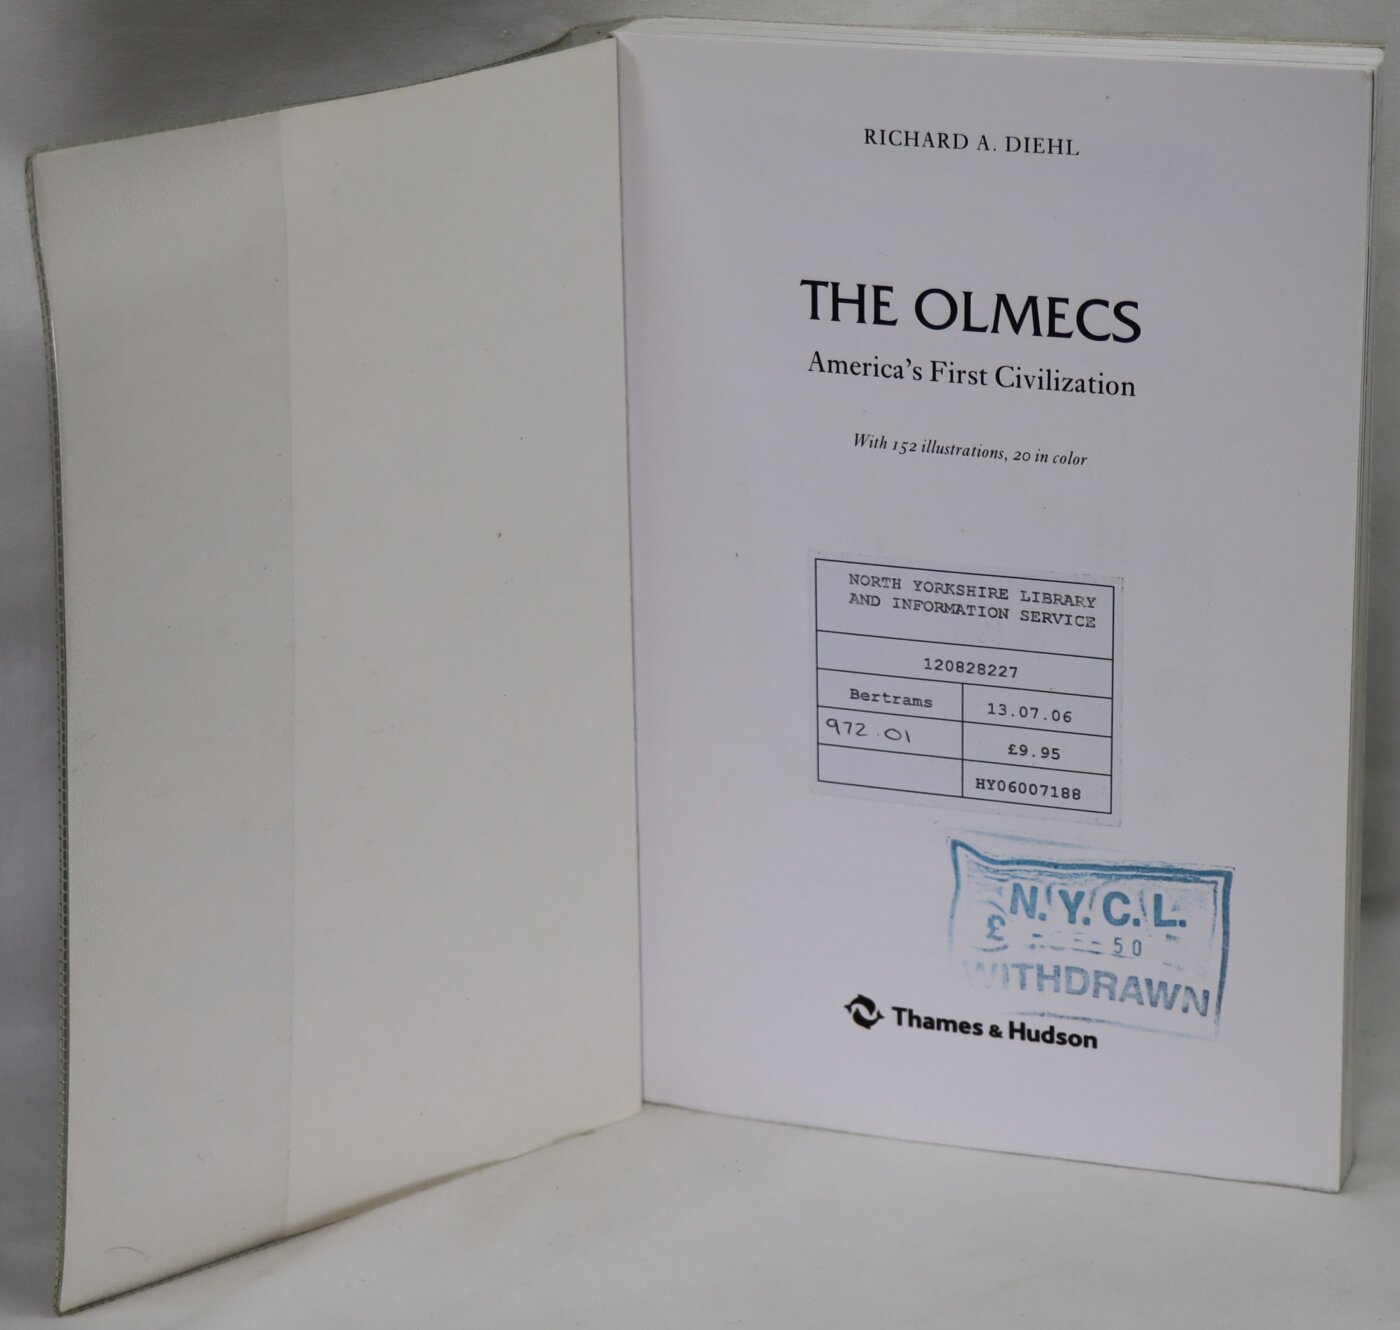 RICHARD A. DIEHL
THE OLMECS
America's First Civilization
With 152 illustrations, 20 in color
NORTH YORKSHIRE LIBRARY
AND INFORMATION SERVICE
120828227
Bertrams
13.07.06
972.01
£9.95
HY06007188
N.Y.C.L.
£ 50
WITHDRAWN
Thames & Hudson